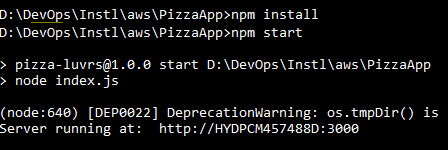 D:\DevOps\Instl\aws\PizzaApp>npm install
D:\DevOps\Instl\aws\PizzaApp>npm start
> pizza-luvrs@1.0.0 start D:\DevOps\Instl\aws\PizzaApp
> node index.js
(node:640) [DEP0022] DeprecationWarning: os.tmpDir() is
Server running at:  http://HYDPCM457488D:3000